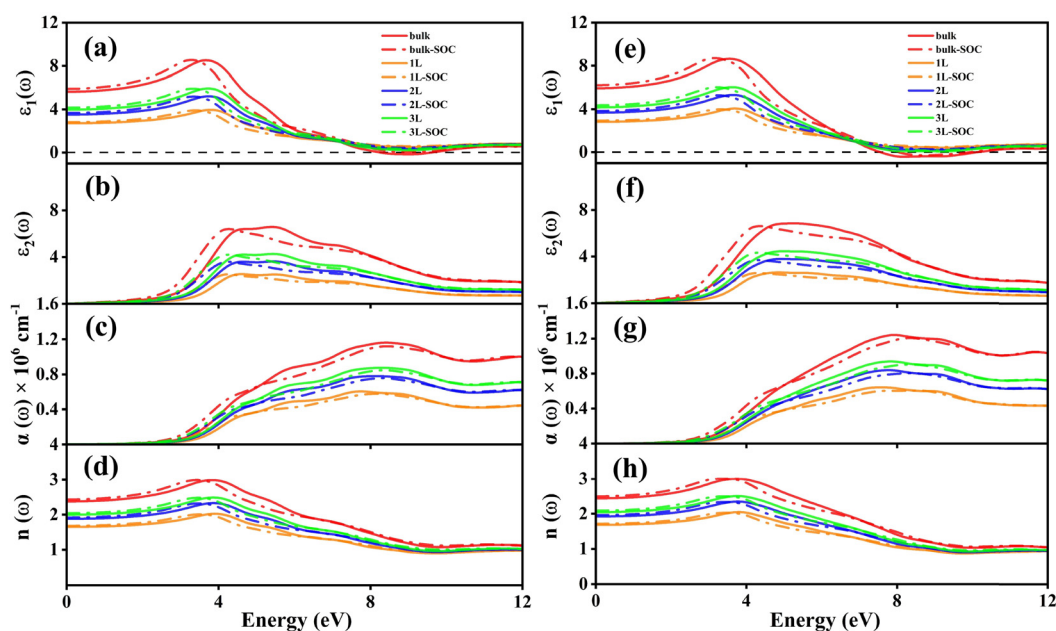 12
(a)
8
4
0
ε₁(ω)
bulk
bulk-SOC
1L
1L-SOC
2L
2L-SOC
3L
3L-SOC
(b)
8
4
1.6
ε₂(ω)
(c)
1.2
0.8
0.4
4
α (ω) × 10⁶ cm⁻¹
(d)
3
2
1
n (ω)
0 4 8 12
Energy (eV)
12
(e)
8
4
0
ε₁(ω)
bulk
bulk-SOC
1L
1L-SOC
2L
2L-SOC
3L
3L-SOC
(f)
8
4
1.6
ε₂(ω)
(g)
1.2
0.8
0.4
4
α (ω) × 10⁶ cm⁻¹
(h)
3
2
1
0
n (ω)
0 4 8 12
Energy (eV)